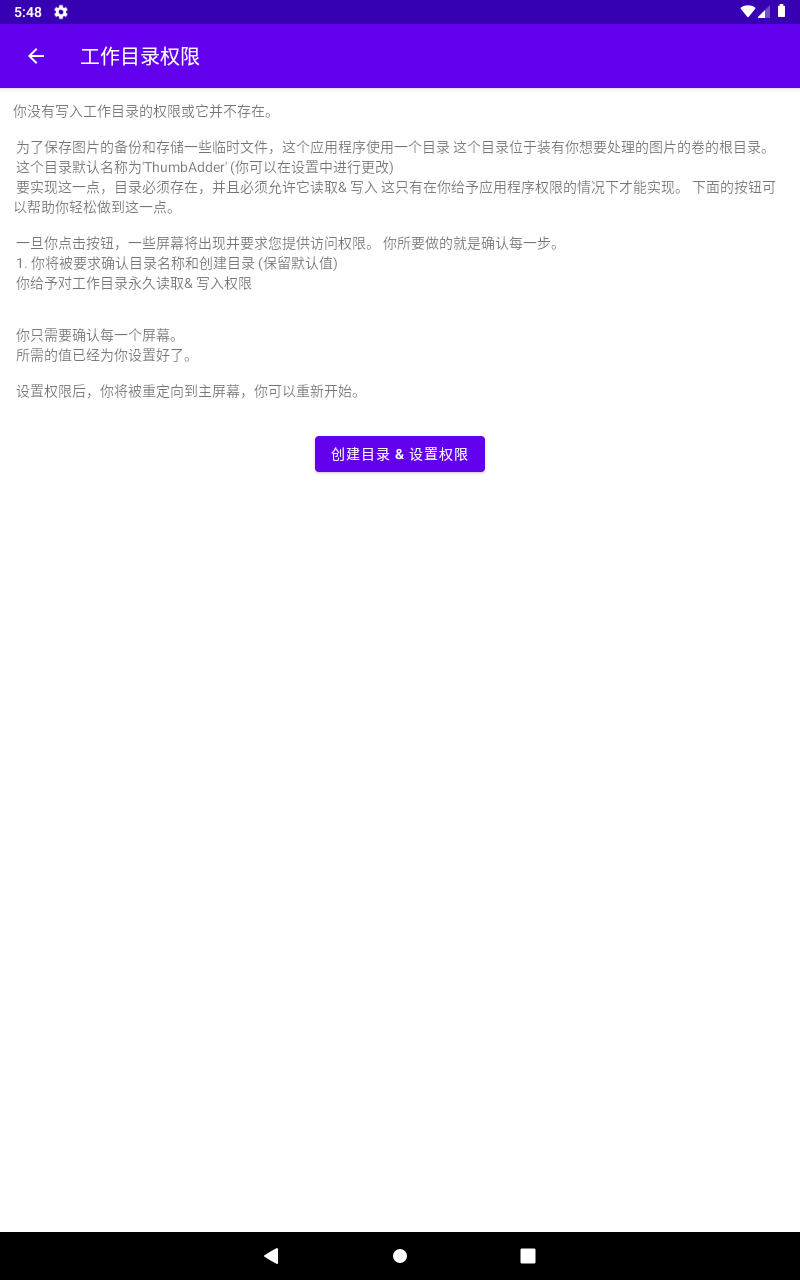 5:48
工作目录权限
你没有写入工作目录的权限或它并不存在。
为了保存图片的备份和存储一些临时文件，这个应用程序使用一个目录 这个目录位于装有你想要处理的图片的卷的根目录。
这个目录默认名称为'ThumbAdder' (你可以在设置中进行更改)
要实现这一点，目录必须存在，并且必须允许它读取& 写入 这只有在你给予应用程序权限的情况下才能实现。 下面的按钮可
以帮助你轻松做到这一点。
一旦你点击按钮，一些屏幕将出现并要求您提供访问权限。 你所要做的就是确认每一步。
1. 你将被要求确认目录名称和创建目录 (保留默认值)
你给予对工作目录永久读取& 写入权限
你只需要确认每一个屏幕。
所需的值已经为你设置好了。
设置权限后，你将被重定向到主屏幕，你可以重新开始。
创建目录 & 设置权限